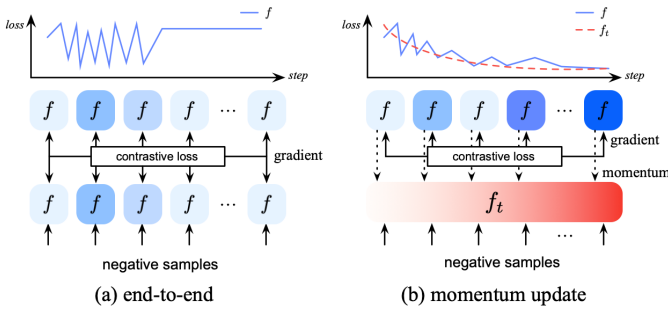 loss
f
step
f f f f ... f
contrastive loss
gradient
f f f f ... f
negative samples
(a) end-to-end
loss
f
f_t
step
f f f f ... f
gradient
contrastive loss
momentum
f_t
...
negative samples
(b) momentum update